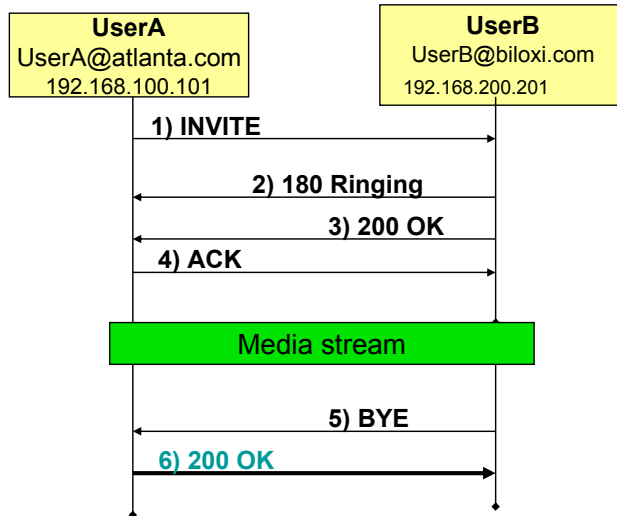 UserA
UserA@atlanta.com
192.168.100.101
UserB
UserB@biloxi.com
192.168.200.201
1) INVITE
2) 180 Ringing
3) 200 OK
4) ACK
Media stream
5) BYE
6) 200 OK